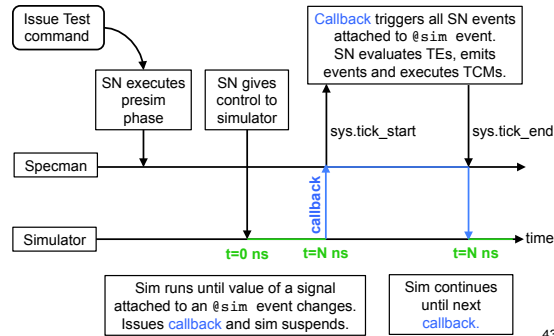 Issue Test
command
SN executes
presim
phase
SN gives
control to
simulator
Callback triggers all SN events
attached to @sim event.
SN evaluates TEs, emits
events and executes TCMs.
sys.tick_start
sys.tick_end
Specman
callback
Simulator
time
t=0 ns
t=N ns
t=N ns
Sim runs until value of a signal
attached to an @sim event changes.
Issues callback and sim suspends.
Sim continues
until next
callback.